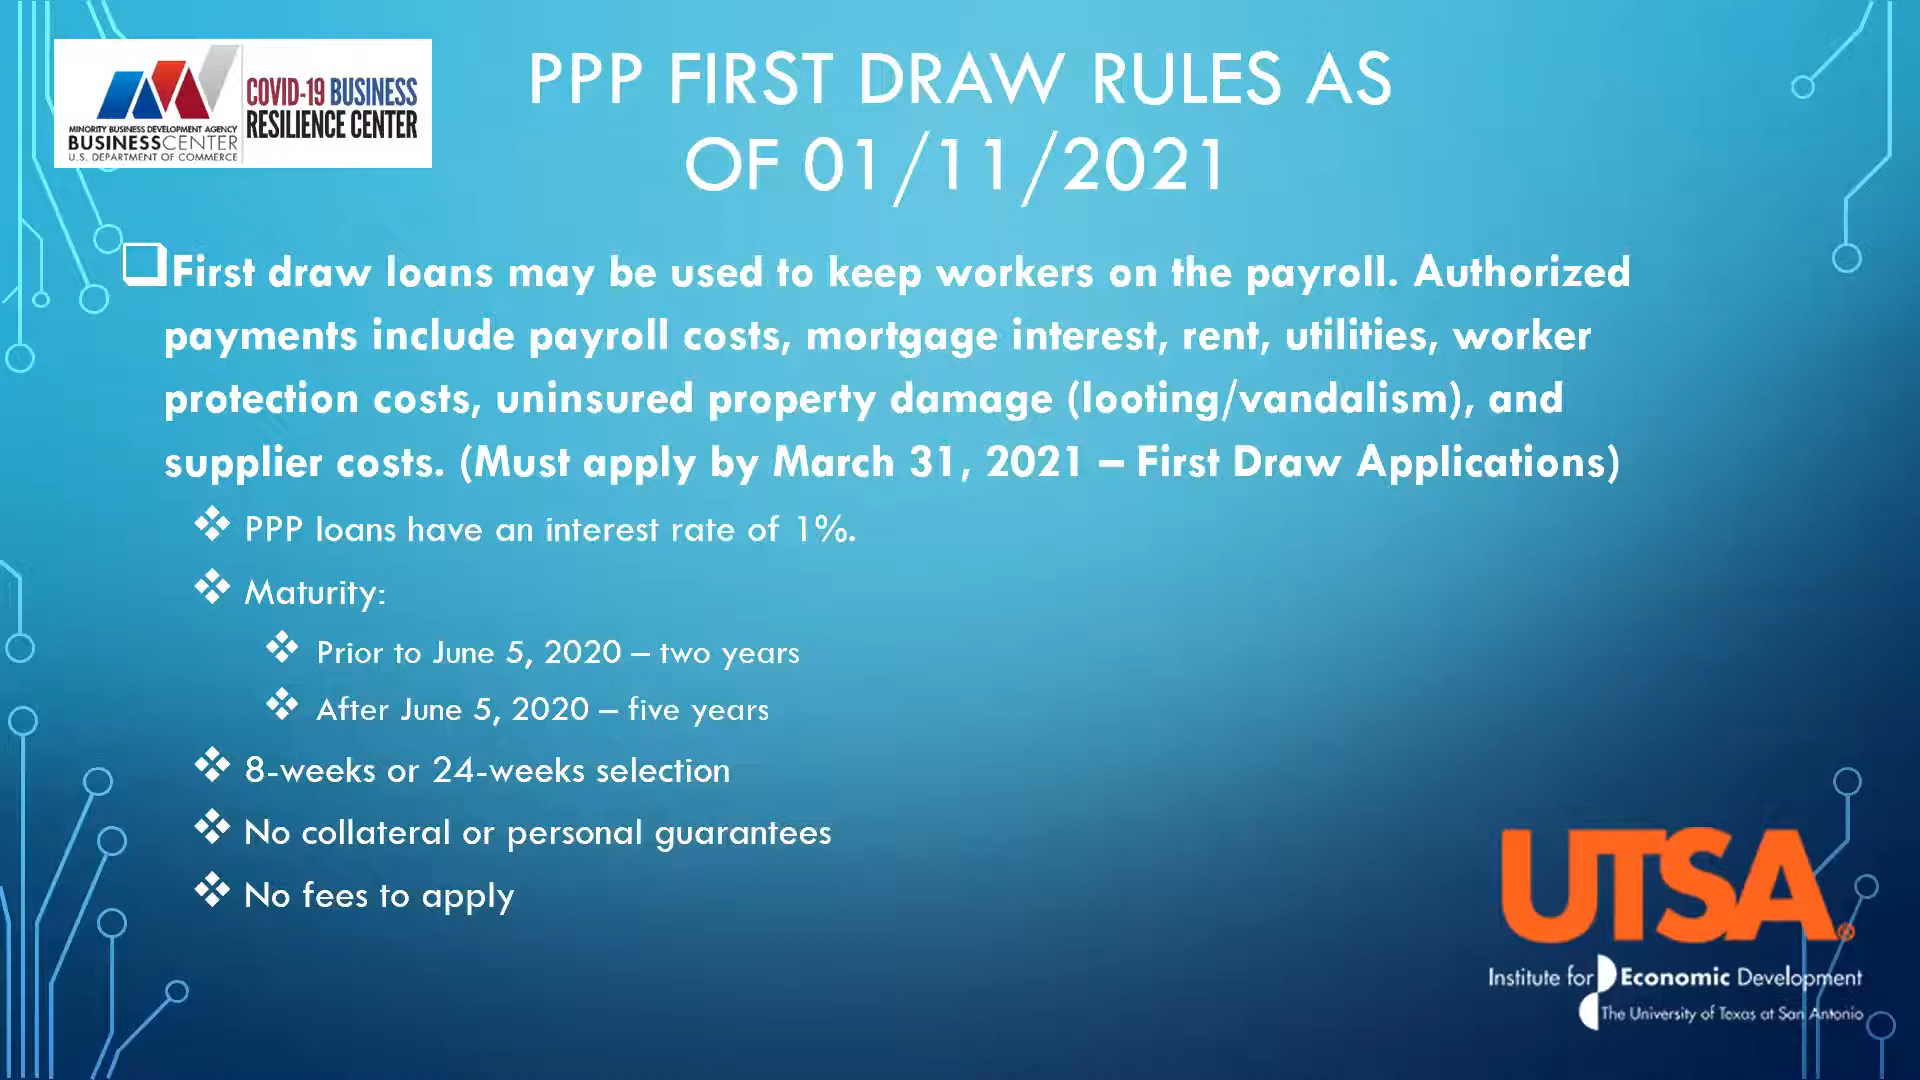 MINORITY BUSINESS DEVELOPMENT AGENCY
BUSINESSCENTER
U.S. DEPARTMENT OF COMMERCE
COVID-19 BUSINESS
RESILIENCE CENTER
PPP FIRST DRAW RULES AS
OF 01/11/2021
First draw loans may be used to keep workers on the payroll. Authorized
payments include payroll costs, mortgage interest, rent, utilities, worker
protection costs, uninsured property damage (looting/vandalism), and
supplier costs. (Must apply by March 31, 2021 – First Draw Applications)
PPP loans have an interest rate of 1%.
Maturity:
Prior to June 5, 2020 – two years
After June 5, 2020 – five years
8-weeks or 24-weeks selection
No collateral or personal guarantees
No fees to apply
UTSA®
Institute for Economic Development
The University of Texas at San Antonio